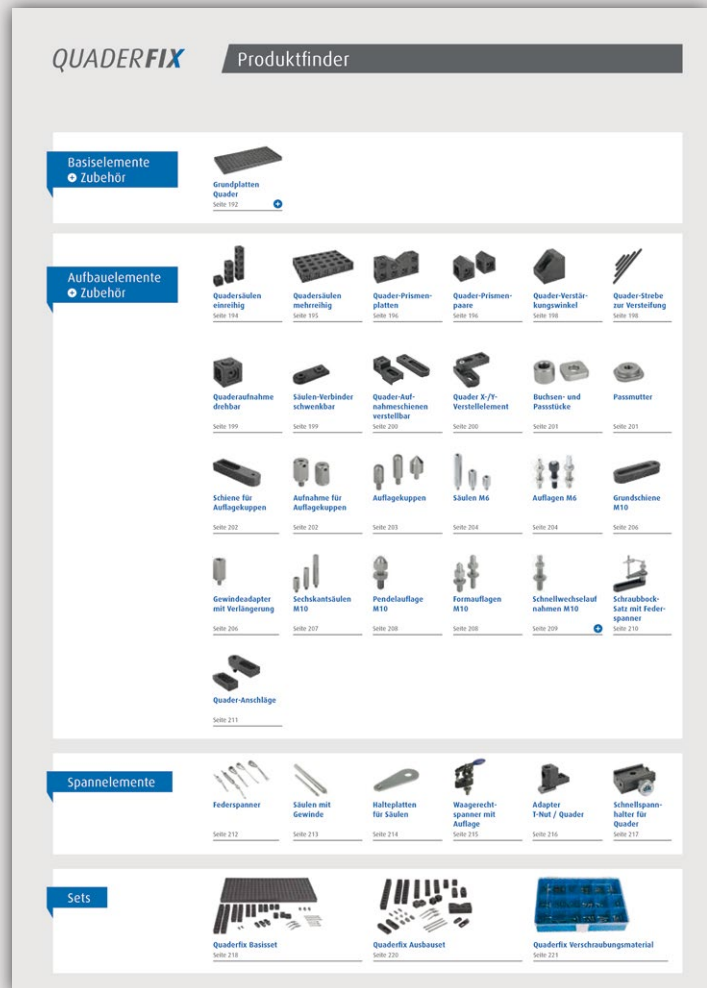 QUADERFIX
Produktfinder
Basiselemente
Zubehör
Grundplatten
Quader
Seite 192
Aufbauelemente
Zubehör
Quadersäulen
einreihig
Seite 194
Quadersäulen
mehrreihig
Seite 195
Quader-Prismen-
platten
Seite 196
Quader-Prismen-
paare
Seite 196
Quader-Verstär-
kungswinkel
Seite 198
Quader-Strebe
zur Versteifung
Seite 198
Quaderaufnahme
drehbar
Seite 199
Säulen-Verbinder
schwenkbar
Seite 199
Quader-Auf-
nahmeschienen
verstellbar
Seite 200
Quader X-/Y-
Verstellelement
Seite 200
Buchsen- und
Passstücke
Seite 201
Passmutter
Seite 201
Schiene für
Auflagekuppen
Seite 202
Aufnahme für
Auflagekuppen
Seite 202
Auflagekuppen
Seite 203
Säulen M6
Seite 204
Auflagen M6
Seite 204
Grundschiene
M10
Seite 206
Gewindeadapter
mit Verlängerung
Seite 206
Sechskantsäulen
M10
Seite 207
Pendelauflage
M10
Seite 208
Formauflagen
M10
Seite 208
Schnellwechselauf
nahmen M10
Seite 209
Schraubbock-
Satz mit Feder-
spanner
Seite 210
Quader-Anschläge
Seite 211
Spannelemente
Federspanner
Seite 212
Säulen mit
Gewinde
Seite 213
Halteplatten
für Säulen
Seite 214
Waagerecht-
spanner mit
Auflage
Seite 215
Adapter
T-Nut / Quader
Seite 216
Schnellspann-
halter für
Quader
Seite 217
Sets
Quaderfix Basisset
Seite 218
Quaderfix Ausbauset
Seite 220
Quaderfix Verschraubungsmaterial
Seite 221